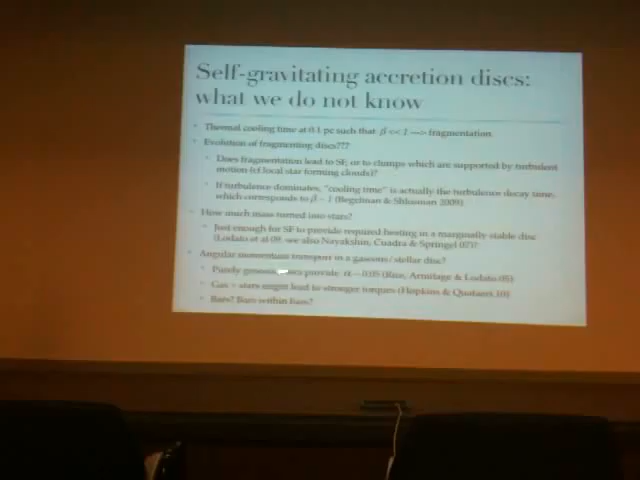 Self-gravitating accretion discs:
what we do not know
Thermal cooling time at 0.1 pc such that β << 1 ---> fragmentation
Evolution of fragmenting discs???
Does fragmentation lead to SF, or to clumps which are supported by turbulent
motion (cf local star forming clouds)?
If turbulence dominates, "cooling time" is actually the turbulence decay time,
which corresponds to β ~ 1 (Begelman & Shlosman 2009)
How much mass turned into stars?
Just enough for SF to provide required heating in a marginally stable disc
(Lodato et al 09, see also Nayakshin, Cuadra & Springel 07)?
Angular momentum transport in a gaseous/stellar disc?
Purely provide α ~ 0.05 (Rice, Armitage & Lodato 05)
Gas + stars might lead to stronger torques (Hopkins & Quataert 10)
Bars? Bars within Bars?